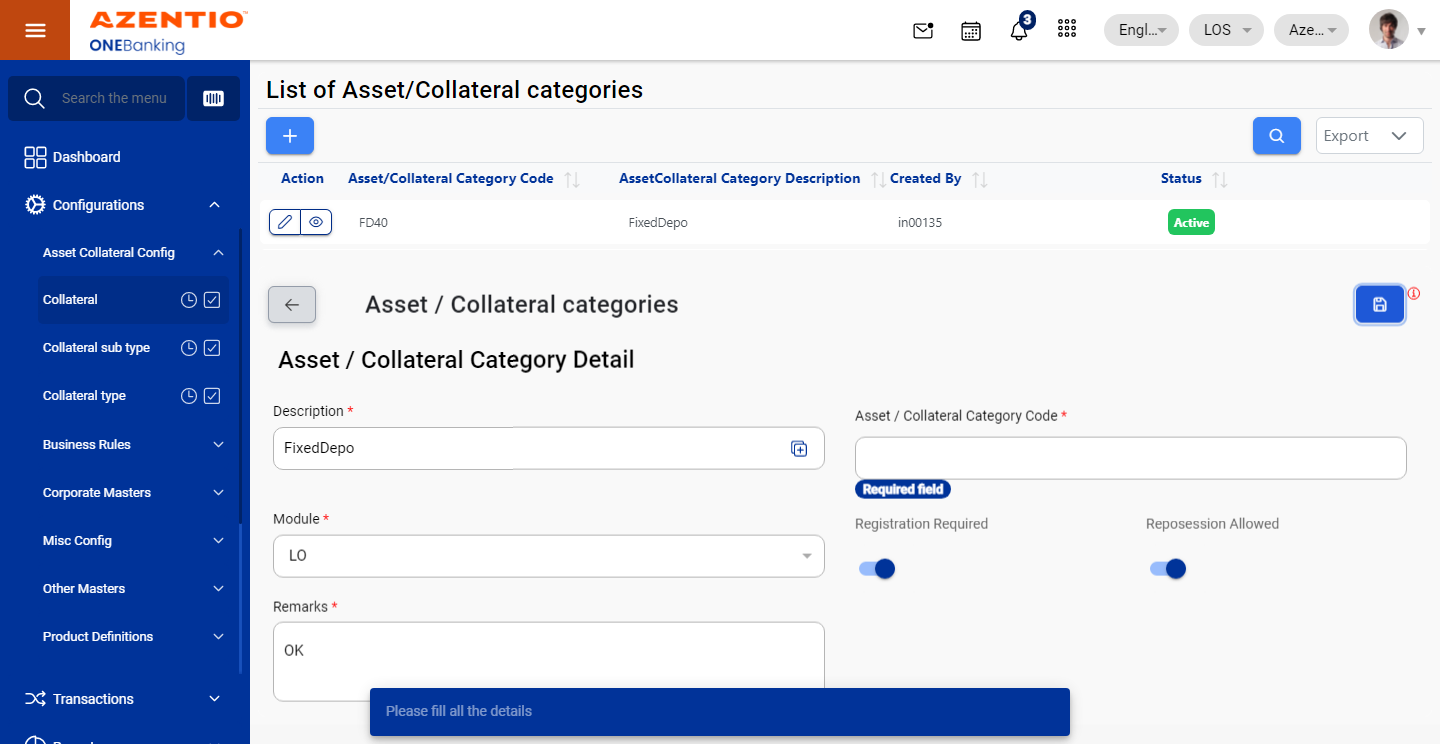 AZENTIO™
ONEBanking
3
Engl...
LOS
Aze...
Search the menu
Dashboard
Configurations
Asset Collateral Config
Collateral
Collateral sub type
Collateral type
Business Rules
Corporate Masters
Misc Config
Other Masters
Product Definitions
Transactions
List of Asset/Collateral categories
Export
Action Asset/Collateral Category Code AssetCollateral Category Description Created By Status
FD40 FixedDepo in00135 Active
Asset / Collateral categories
Asset / Collateral Category Detail
Description *
FixedDepo
Asset / Collateral Category Code *
Required field
Module *
LO
Registration Required
Reposession Allowed
Remarks *
OK
Please fill all the details